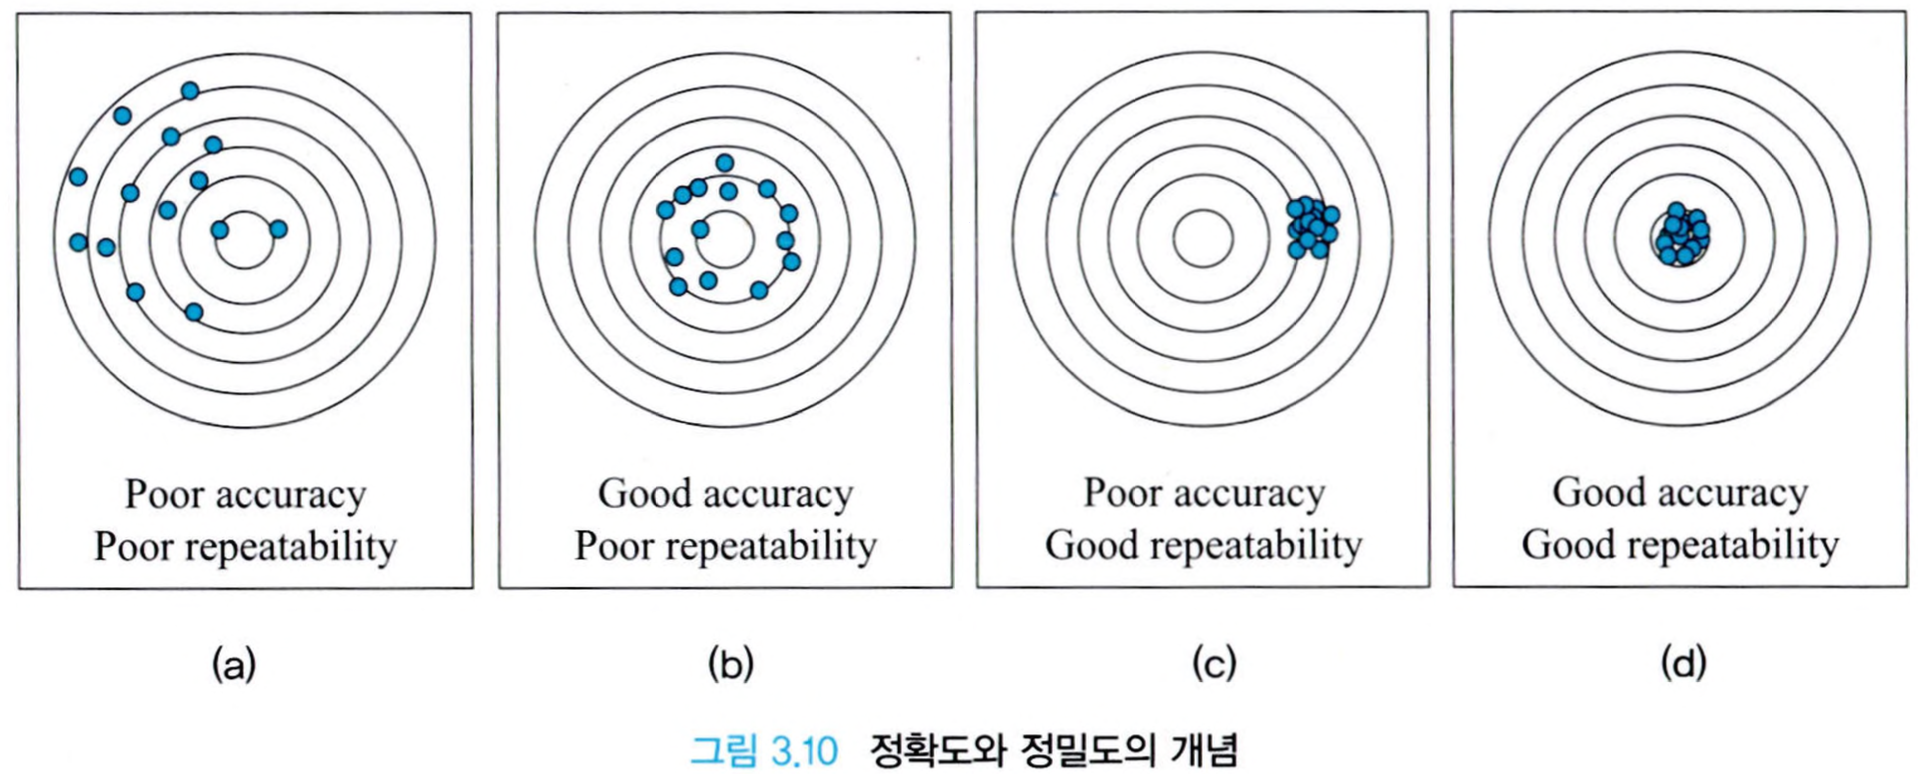 Poor accuracy
Poor repeatability
(a)
Good accuracy
Poor repeatability
(b)
Poor accuracy
Good repeatability
(c)
Good accuracy
Good repeatability
(d)
그림 3.10 정확도와 정밀도의 개념